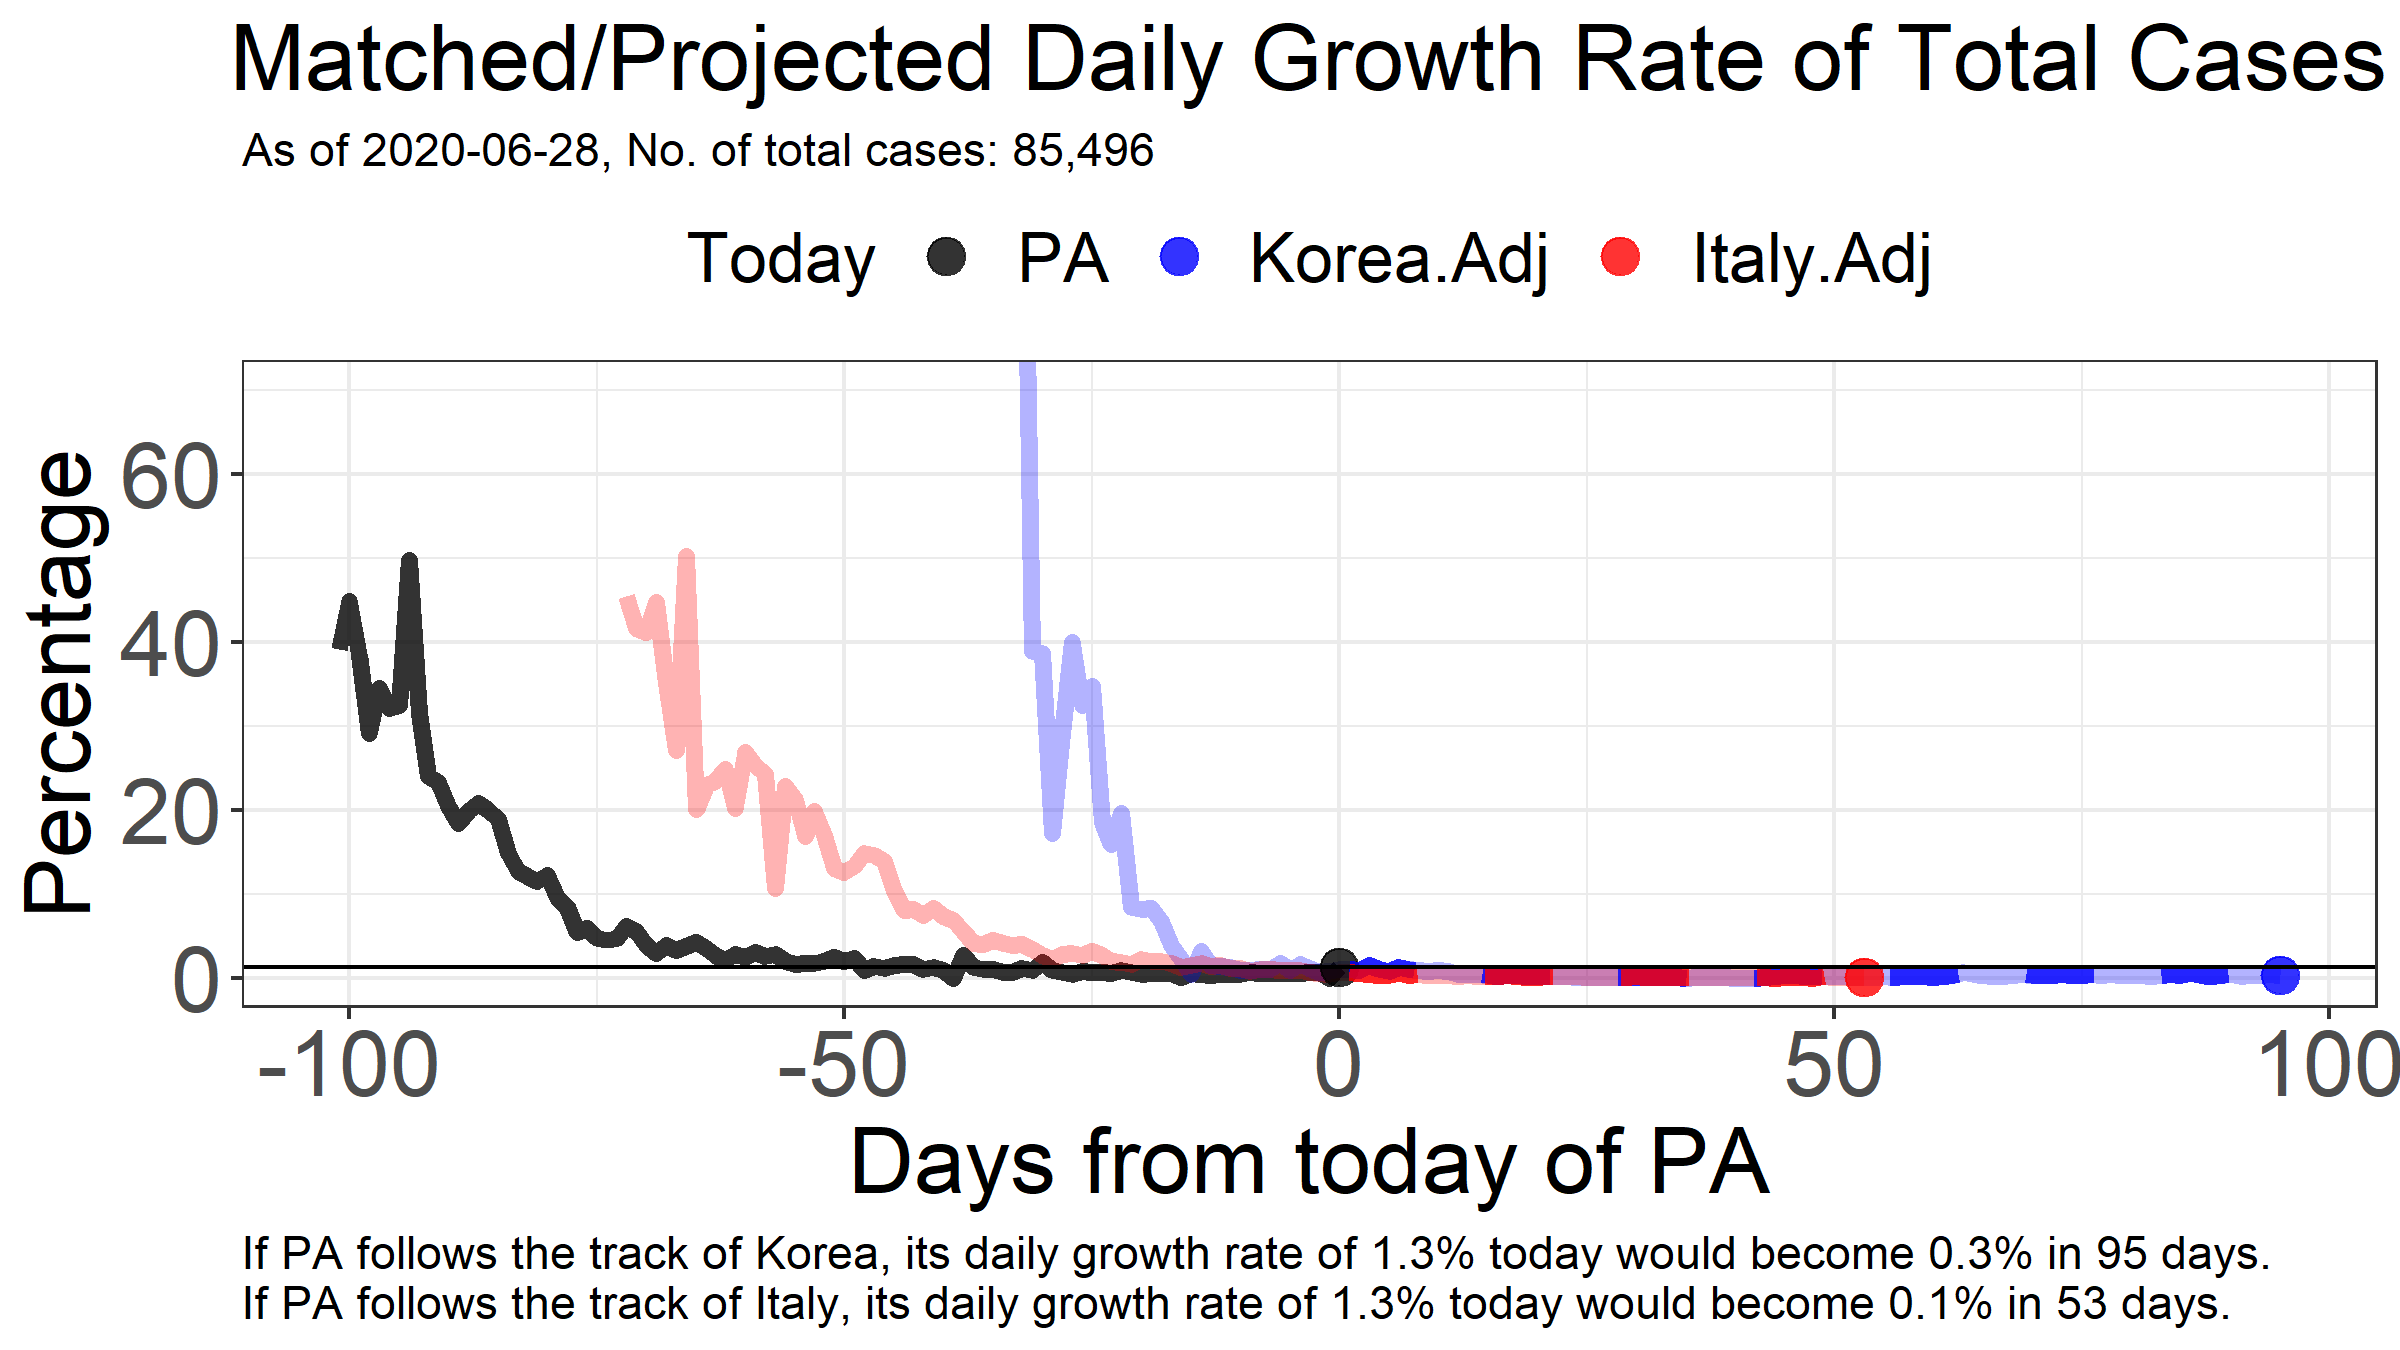 Matched/Projected Daily Growth Rate of Total Cases
As of 2020-06-28, No. of total cases: 85,496
Today PA Korea.Adj Italy.Adj
Percentage
60
40
20
0
-100 -50 0 50 100
Days from today of PA
If PA follows the track of Korea, its daily growth rate of 1.3% today would become 0.3% in 95 days.
If PA follows the track of Italy, its daily growth rate of 1.3% today would become 0.1% in 53 days.